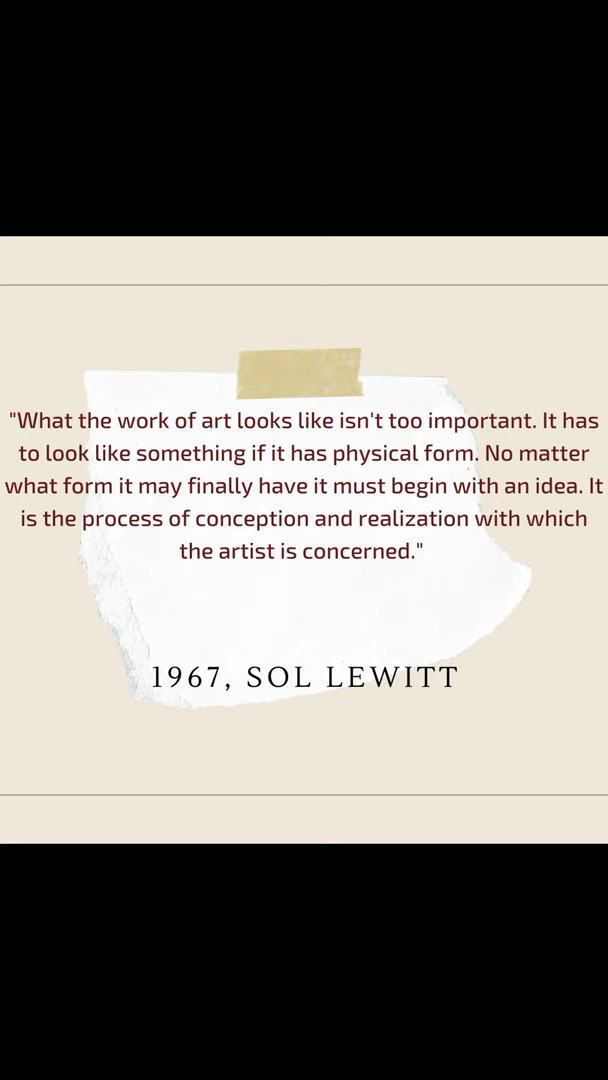 "What the work of art looks like isn't too important. It has
to look like something if it has physical form. No matter
what form it may finally have it must begin with an idea. It
is the process of conception and realization with which
the artist is concerned."
1967, SOL LEWITT